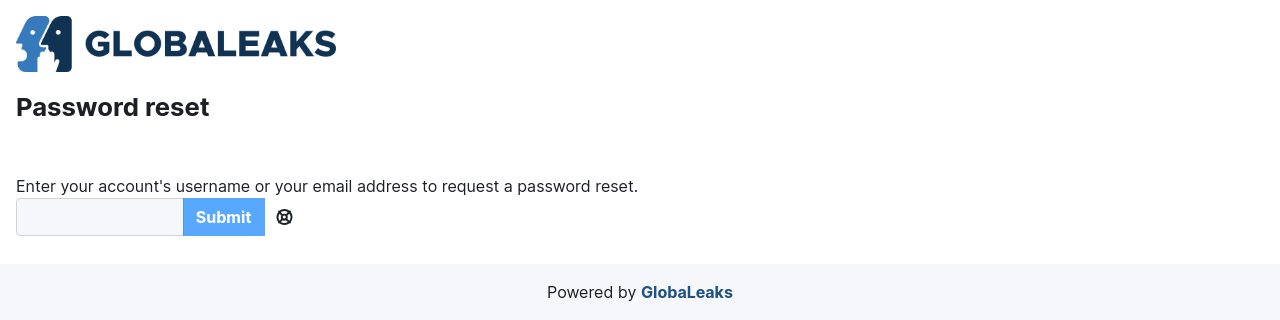 GLOBALEAKS
Password reset
Enter your account's username or your email address to request a password reset.
Submit
Powered by GlobaLeaks